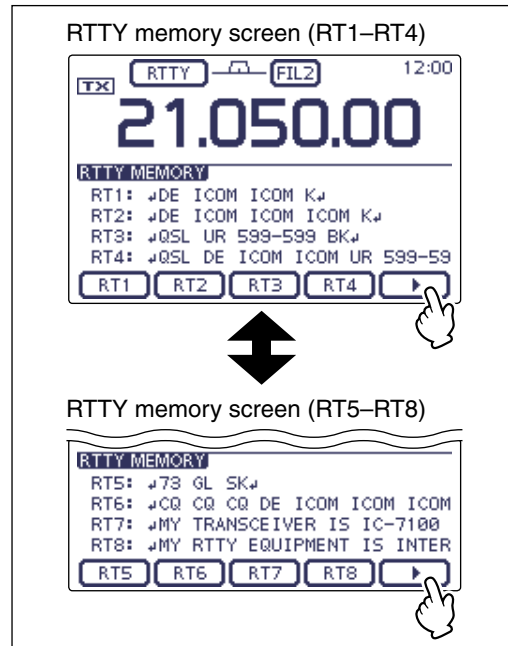 RTTY memory screen (RT1–RT4)
TX RTTY FIL2 12:00
21.050.00
RTTY MEMORY
RT1: ↲DE ICOM ICOM K↲
RT2: ↲DE ICOM ICOM ICOM K↲
RT3: ↲QSL UR 599-599 BK↲
RT4: ↲QSL DE ICOM ICOM UR 599-59
RT1 RT2 RT3 RT4
RTTY memory screen (RT5–RT8)
RTTY MEMORY
RT5: ↲73 GL SK↲
RT6: ↲CQ CQ CQ DE ICOM ICOM ICOM
RT7: ↲MY TRANSCEIVER IS IC-7100
RT8: ↲MY RTTY EQUIPMENT IS INTER
RT5 RT6 RT7 RT8